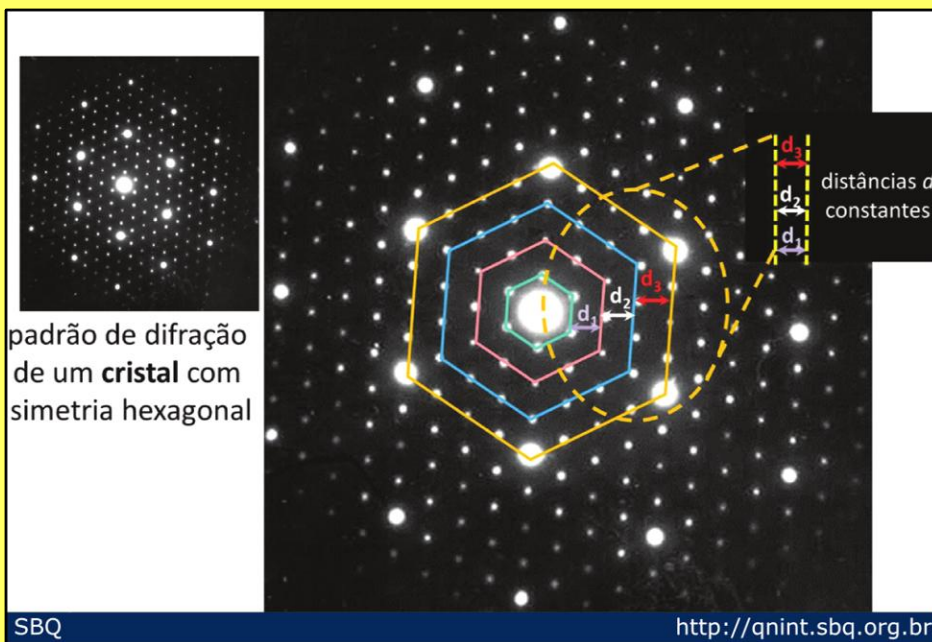 padrão de difração
de um cristal com
simetria hexagonal
d₃
d₂
d₁
distâncias d
constantes
d₃
d₂
d₁
SBQ
http://qnint.sbq.org.br